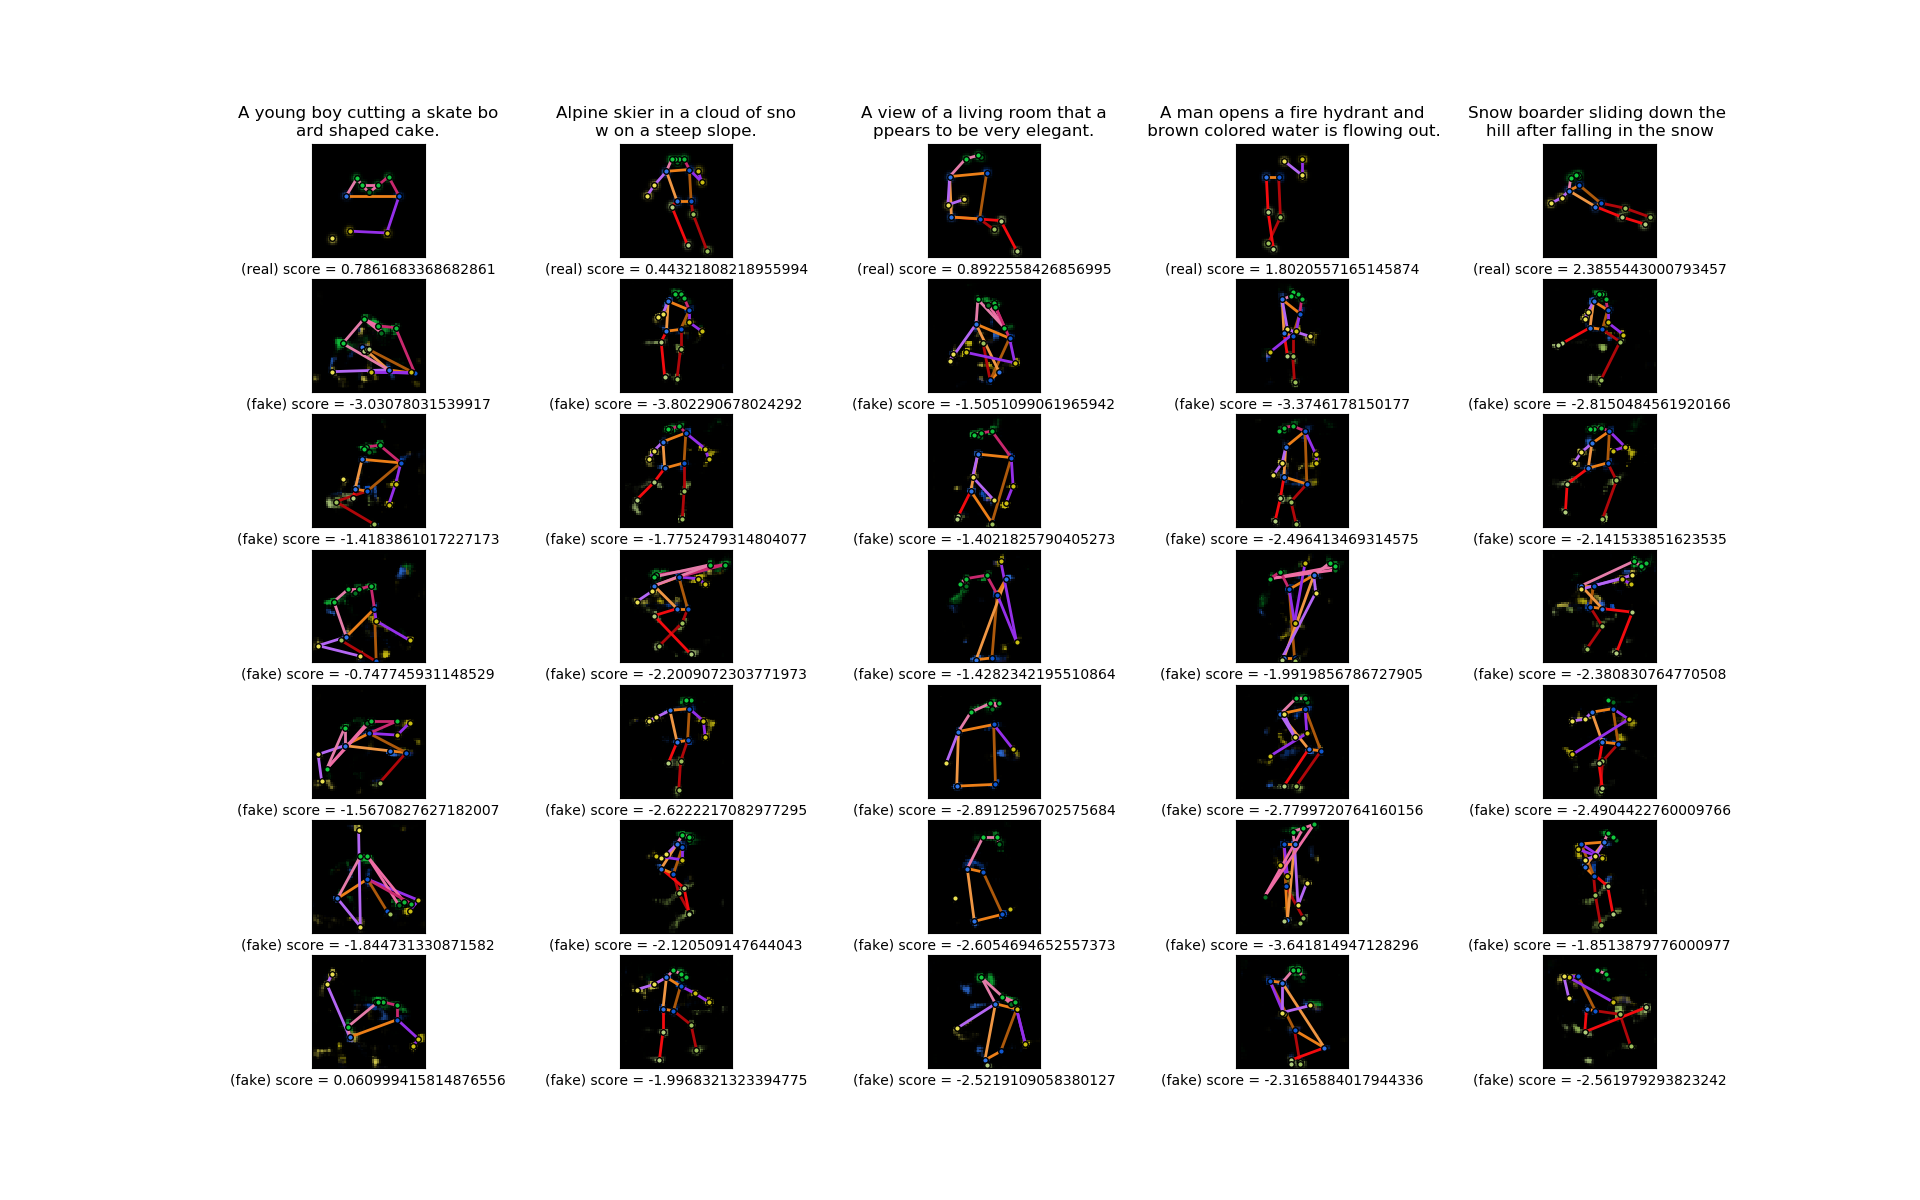 A young boy cutting a skate bo
ard shaped cake.
Alpine skier in a cloud of sno
w on a steep slope.
A view of a living room that a
ppears to be very elegant.
A man opens a fire hydrant and
brown colored water is flowing out.
Snow boarder sliding down the
hill after falling in the snow
(real) score = 0.7861683368682861
(real) score = 0.44321808218955994
(real) score = 0.8922558426856995
(real) score = 1.8020557165145874
(real) score = 2.3855443000793457
(fake) score = -3.03078031539917
(fake) score = -3.802290678024292
(fake) score = -1.5051099061965942
(fake) score = -3.3746178150177
(fake) score = -2.8150484561920166
(fake) score = -1.4183861017227173
(fake) score = -1.7752479314804077
(fake) score = -1.4021825790405273
(fake) score = -2.496413469314575
(fake) score = -2.141533851623535
(fake) score = -0.747745931148529
(fake) score = -2.2009072303771973
(fake) score = -1.4282342195510864
(fake) score = -1.9919856786727905
(fake) score = -2.380830764770508
(fake) score = -1.5670827627182007
(fake) score = -2.6222217082977295
(fake) score = -2.8912596702575684
(fake) score = -2.7799720764160156
(fake) score = -2.4904422760009766
(fake) score = -1.844731330871582
(fake) score = -2.120509147644043
(fake) score = -2.6054694652557373
(fake) score = -3.641814947128296
(fake) score = -1.8513879776000977
(fake) score = 0.060999415814876556
(fake) score = -1.9968321323394775
(fake) score = -2.5219109058380127
(fake) score = -2.3165884017944336
(fake) score = -2.561979293823242